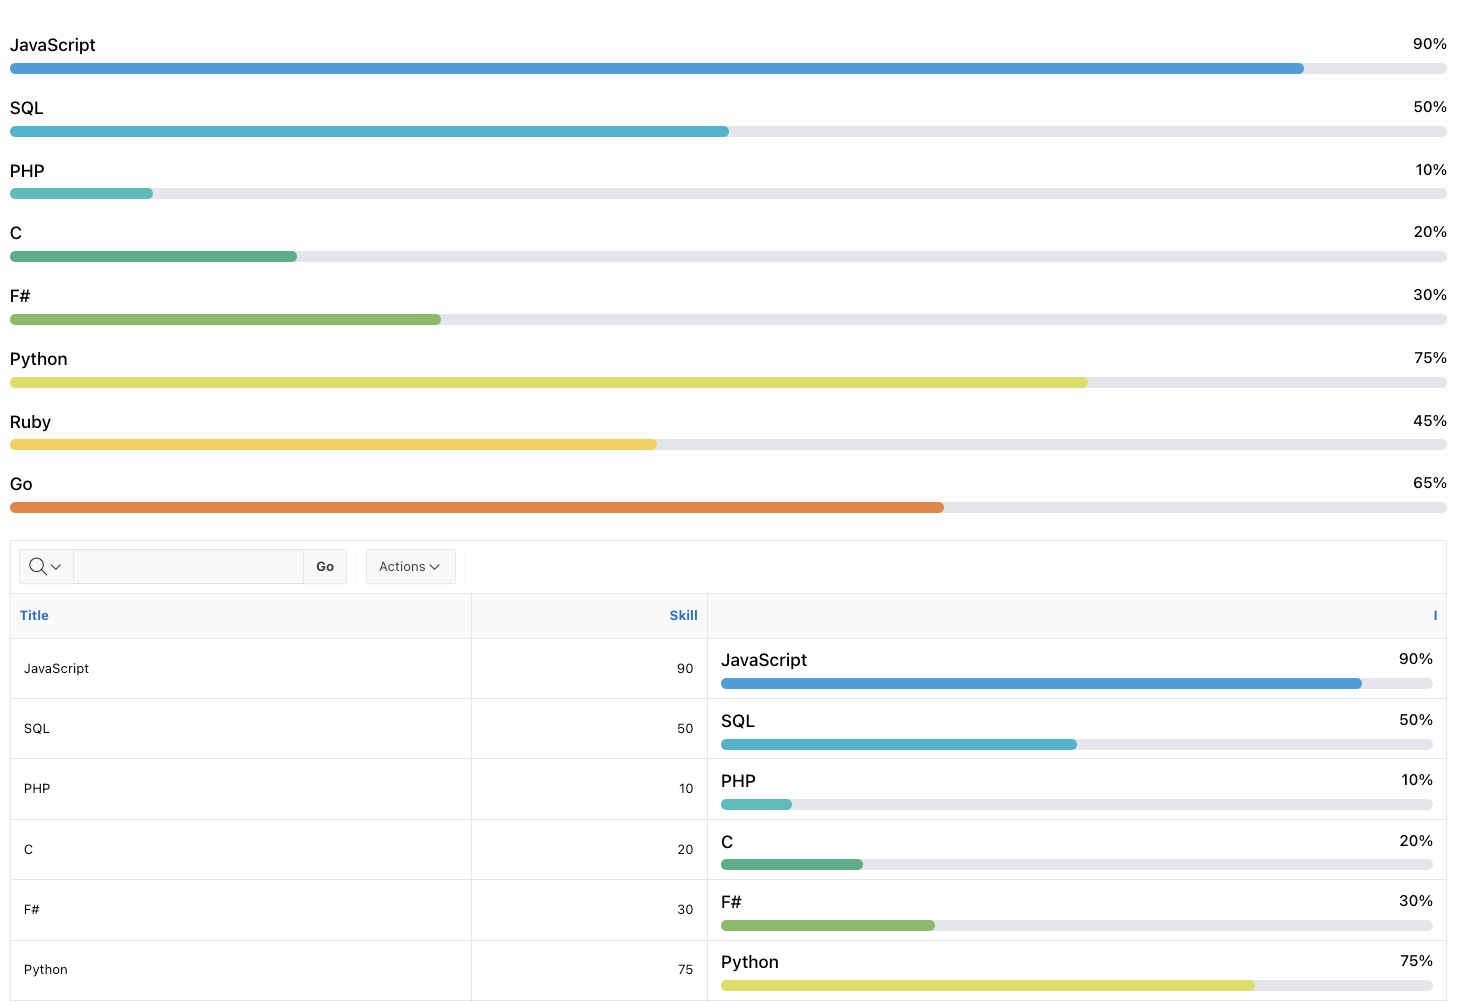 JavaScript 90%
SQL 50%
PHP 10%
C 20%
F# 30%
Python 75%
Ruby 45%
Go 65%
Go Actions
Title Skill I
JavaScript 90 JavaScript 90%
SQL 50 SQL 50%
PHP 10 PHP 10%
C 20 C 20%
F# 30 F# 30%
Python 75 Python 75%